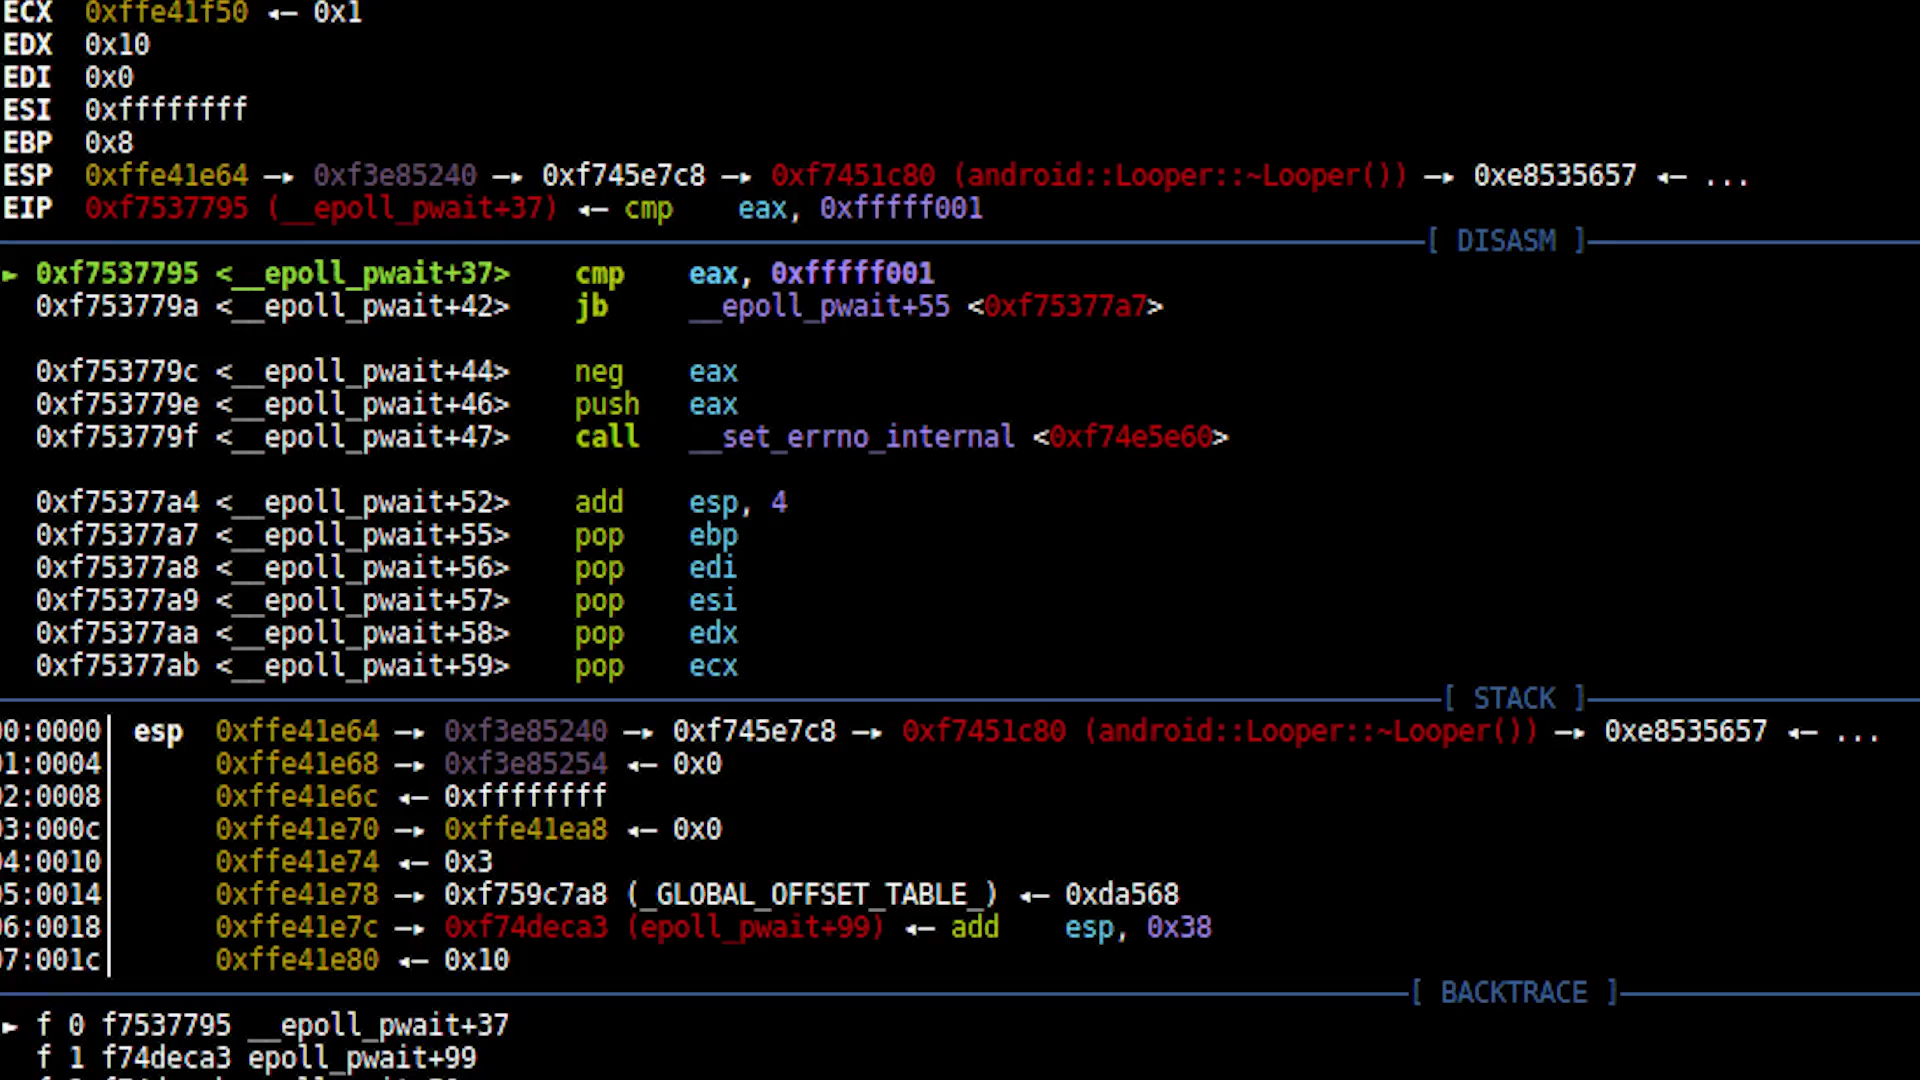 ECX 0xffe41f50 ◂— 0x1
EDX 0x10
EDI 0x0
ESI 0xffffffff
EBP 0x8
ESP 0xffe41e64 —▸ 0xf3e85240 —▸ 0xf745e7c8 —▸ 0xf7451c80 (android::Looper::~Looper()) —▸ 0xe8535657 ◂— ...
EIP 0xf7537795 (__epoll_pwait+37) ◂— cmp eax, 0xfffff001
[ DISASM ]
► 0xf7537795 <__epoll_pwait+37> cmp eax, 0xfffff001
0xf753779a <__epoll_pwait+42> jb __epoll_pwait+55 <0xf75377a7>
0xf753779c <__epoll_pwait+44> neg eax
0xf753779e <__epoll_pwait+46> push eax
0xf753779f <__epoll_pwait+47> call __set_errno_internal <0xf74e5e60>
0xf75377a4 <__epoll_pwait+52> add esp, 4
0xf75377a7 <__epoll_pwait+55> pop ebp
0xf75377a8 <__epoll_pwait+56> pop edi
0xf75377a9 <__epoll_pwait+57> pop esi
0xf75377aa <__epoll_pwait+58> pop edx
0xf75377ab <__epoll_pwait+59> pop ecx
[ STACK ]
00:0000│ esp 0xffe41e64 —▸ 0xf3e85240 —▸ 0xf745e7c8 —▸ 0xf7451c80 (android::Looper::~Looper()) —▸ 0xe8535657 ◂— ...
01:0004│ 0xffe41e68 —▸ 0xf3e85254 ◂— 0x0
02:0008│ 0xffe41e6c ◂— 0xffffffff
03:000c│ 0xffe41e70 —▸ 0xffe41ea8 ◂— 0x0
04:0010│ 0xffe41e74 ◂— 0x3
05:0014│ 0xffe41e78 —▸ 0xf759c7a8 (_GLOBAL_OFFSET_TABLE_) ◂— 0xda568
06:0018│ 0xffe41e7c —▸ 0xf74deca3 (epoll_pwait+99) ◂— add esp, 0x38
07:001c│ 0xffe41e80 ◂— 0x10
[ BACKTRACE ]
► f 0 f7537795 __epoll_pwait+37
f 1 f74deca3 epoll_pwait+99